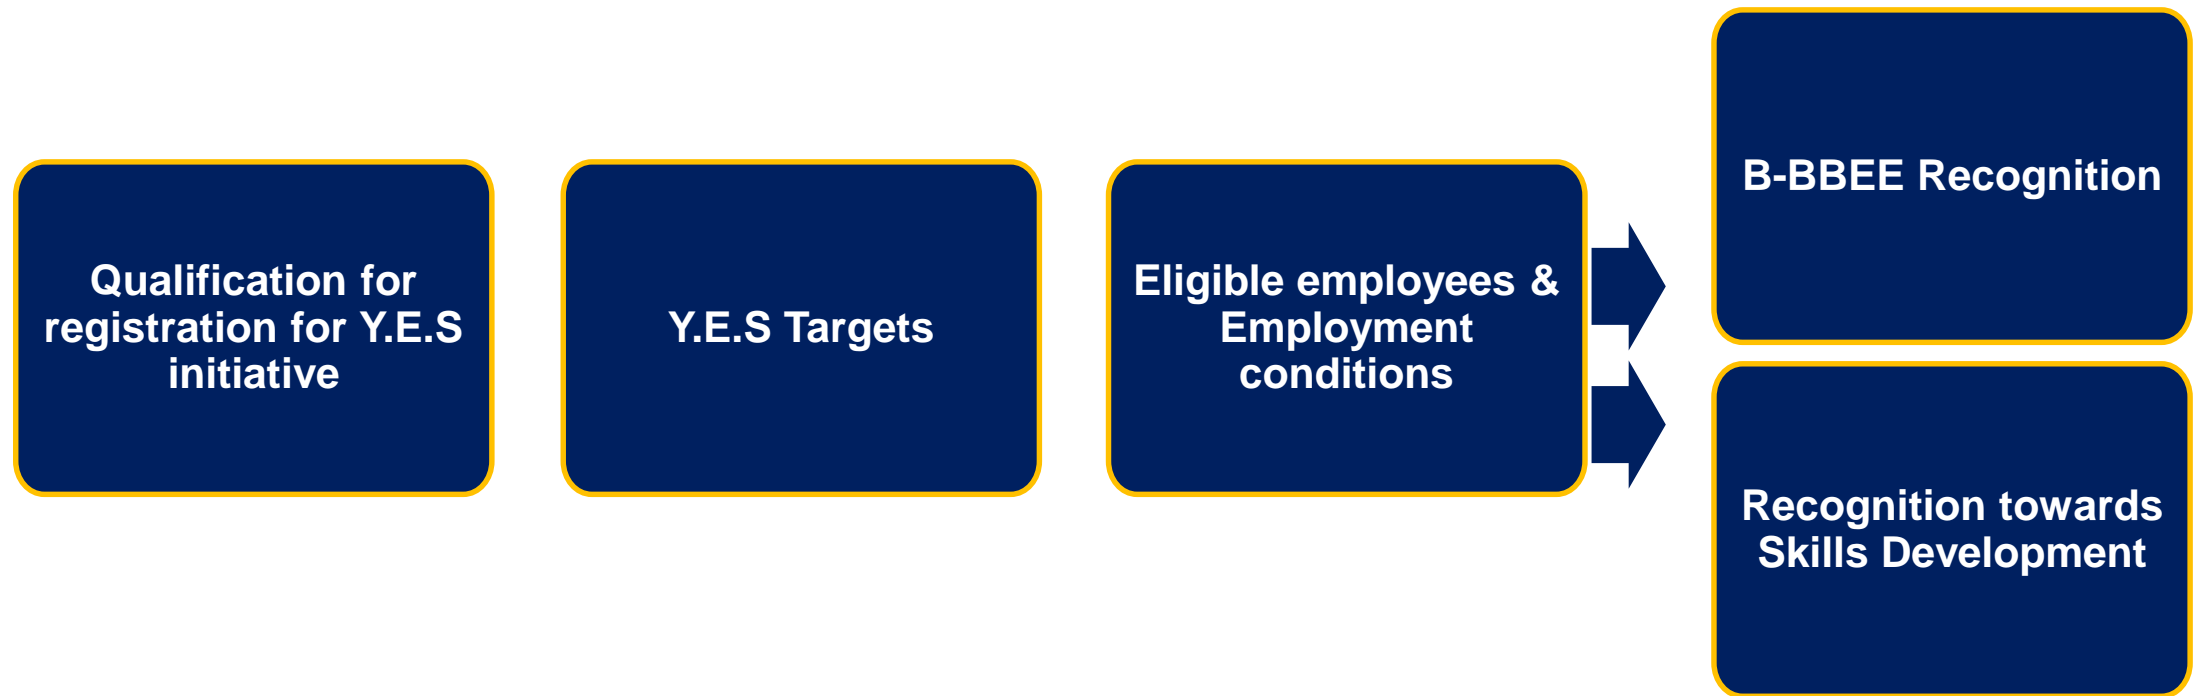 Qualification for
registration for Y.E.S
initiative
Y.E.S Targets
Eligible employees &
Employment
conditions
B-BBEE Recognition
Recognition towards
Skills Development